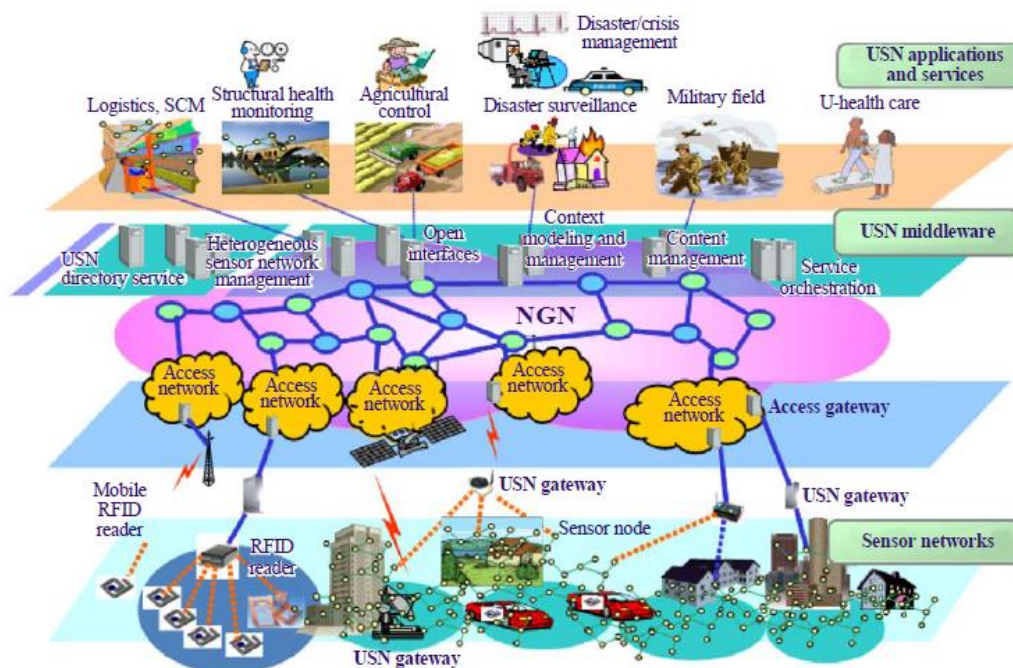 Disaster/crisis
management
USN applications
and services
Structural health
monitoring
Agricultural
control
Logistics, SCM
Disaster surveillance
Military field
U-health care
USN middleware
USN
directory service
Heterogeneous
sensor network
management
Open
interfaces
Context
modeling and
management
Content
management
Service
orchestration
NGN
Access
network
Access
network
Access
network
Access
network
Access
network
Access gateway
Mobile
RFID
reader
USN gateway
USN gateway
RFID
reader
Sensor node
Sensor networks
USN gateway